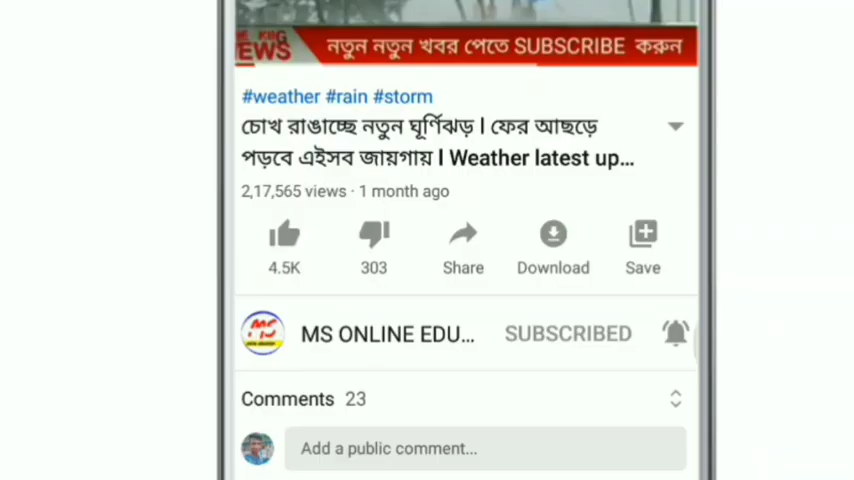 NEWS
নতুন নতুন খবর পেতে SUBSCRIBE করুন
#weather #rain #storm
চোখ রাঙাচ্ছে নতুন ঘূর্ণিঝড় l ফের আছড়ে
পড়বে এইসব জায়গায় l Weather latest up...
2,17,565 views · 1 month ago
4.5K 303 Share Download Save
MS ONLINE EDU... SUBSCRIBED
Comments 23
Add a public comment...